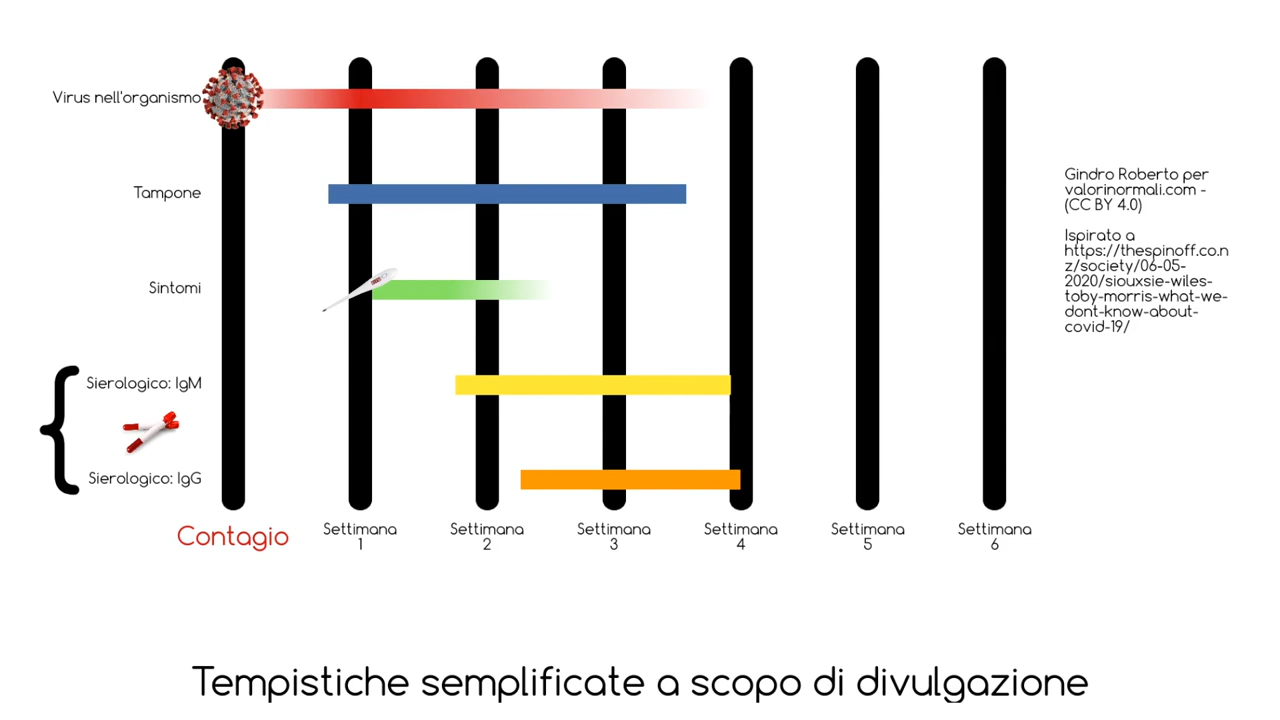 Virus nell'organismo
Tampone
Sintomi
Sierologico: IgM
Sierologico: IgG
Contagio
Settimana
1
Settimana
2
Settimana
3
Settimana
4
Settimana
5
Settimana
6
Gindro Roberto per
valorinormali.com -
(CC BY 4.0)
Ispirato a
https://thespinoff.co.n
z/society/06-05-
2020/siouxsie-wiles-
toby-morris-what-we-
dont-know-about-
covid-19/
Tempistiche semplificate a scopo di divulgazione